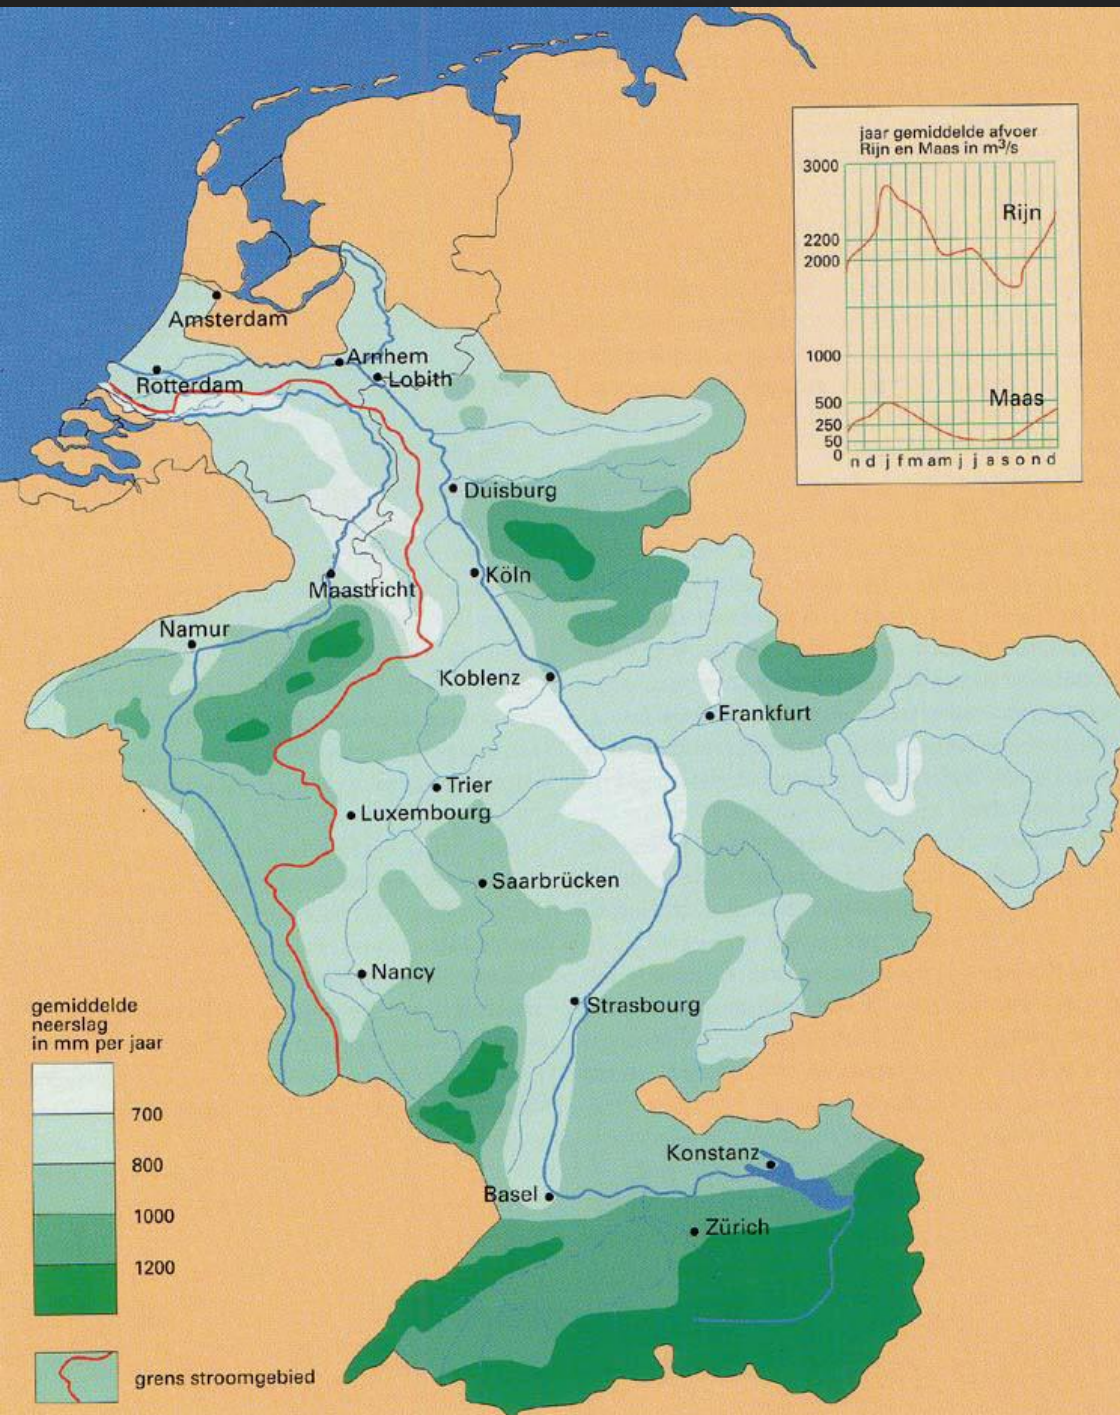 jaar gemiddelde afvoer
Rijn en Maas in m³/s
3000
Rijn
2200
2000
1000
Maas
500
250
50
0
n d j f m a m j j a s o n d
Amsterdam
Arnhem
Rotterdam
Lobith
Duisburg
Köln
Maastricht
Namur
Koblenz
Frankfurt
Trier
Luxembourg
Saarbrücken
Nancy
Strasbourg
Konstanz
Basel
Zürich
gemiddelde
neerslag
in mm per jaar
700
800
1000
1200
grens stroomgebied